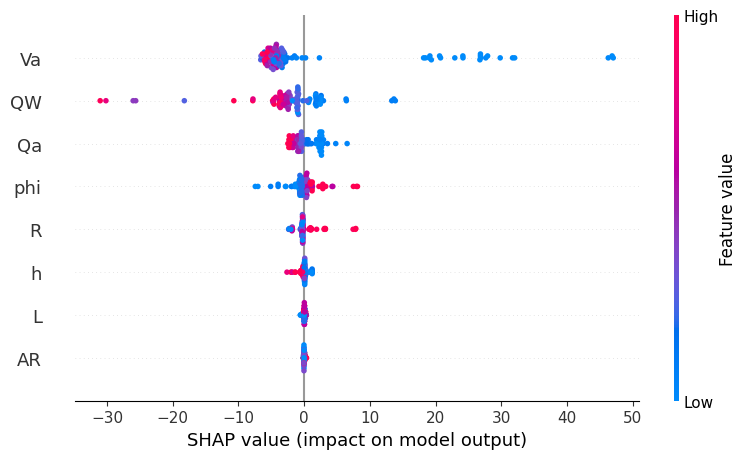 High
Va
QW
Qa
phi
R
h
L
AR
Feature value
Low
−30
−20
−10
0
10
20
30
40
50
SHAP value (impact on model output)